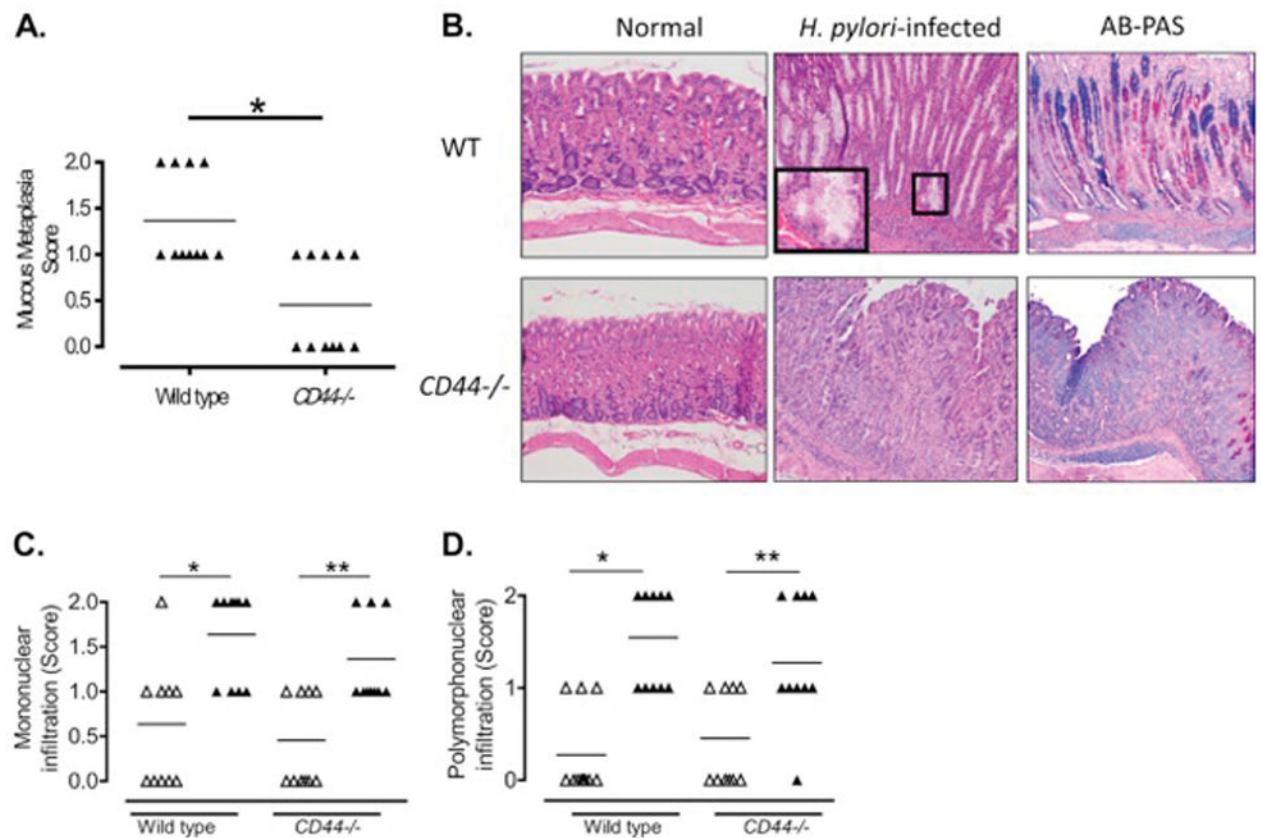 A.
*
2.0
1.5
1.0
0.5
0.0
Mucous Metaplasia
Score
Wild type
CD44-/-
B.
Normal
H. pylori-infected
AB-PAS
WT
CD44-/-
C.
*
**
2.0
1.5
1.0
0.5
0.0
Mononuclear
infiltration (Score)
Wild type
CD44-/-
D.
*
**
2
1
0
Polymorphonuclear
infiltration (Score)
Wild type
CD44-/-